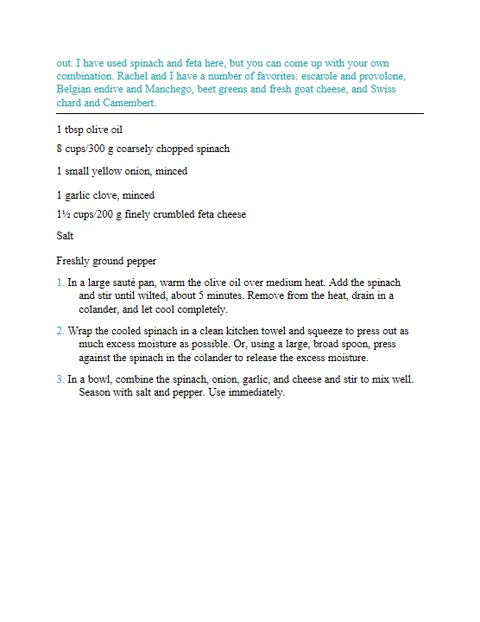 out. I have used spinach and feta here, but you can come up with your own
combination. Rachel and I have a number of favorites: escarole and provolone,
Belgian endive and Manchego, beet greens and fresh goat cheese, and Swiss
chard and Camembert.
1 tbsp olive oil
8 cups/300 g coarsely chopped spinach
1 small yellow onion, minced
1 garlic clove, minced
1½ cups/200 g finely crumbled feta cheese
Salt
Freshly ground pepper
1. In a large sauté pan, warm the olive oil over medium heat. Add the spinach
and stir until wilted, about 5 minutes. Remove from the heat, drain in a
colander, and let cool completely.
2. Wrap the cooled spinach in a clean kitchen towel and squeeze to press out as
much excess moisture as possible. Or, using a large, broad spoon, press
against the spinach in the colander to release the excess moisture.
3. In a bowl, combine the spinach, onion, garlic, and cheese and stir to mix well.
Season with salt and pepper. Use immediately.